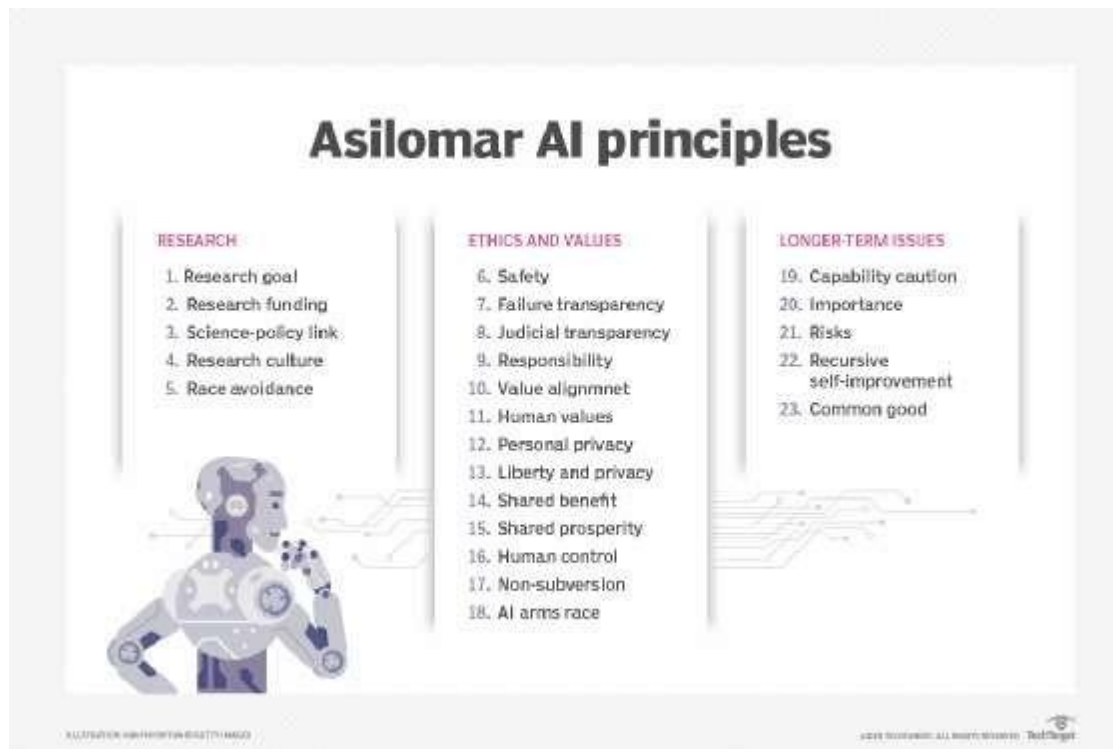 Asilomar AI principles
RESEARCH
1. Research goal
2. Research funding
3. Science-policy link
4. Research culture
5. Race avoidance
ETHICS AND VALUES
6. Safety
7. Failure transparency
8. Judicial transparency
9. Responsibility
10. Value alignmnet
11. Human values
12. Personal privacy
13. Liberty and privacy
14. Shared benefit
15. Shared prosperity
16. Human control
17. Non-subversion
18. AI arms race
LONGER-TERM ISSUES
19. Capability caution
20. Importance
21. Risks
22. Recursive
self-improvement
23. Common good
ALL RIGHTS RESERVED TechTarget